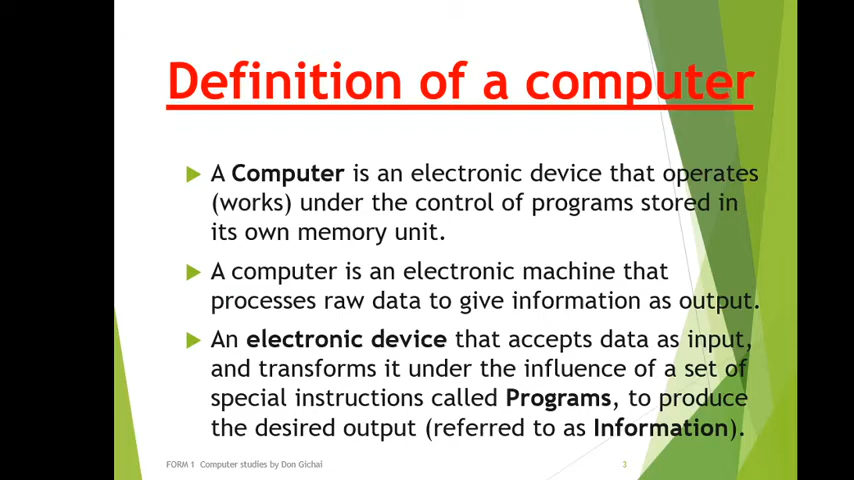 Definition of a computer
A Computer is an electronic device that operates
(works) under the control of programs stored in
its own memory unit.
A computer is an electronic machine that
processes raw data to give information as output.
An electronic device that accepts data as input,
and transforms it under the influence of a set of
special instructions called Programs, to produce
the desired output (referred to as Information).
FORM 1 Computer studies by Don Gichai
3